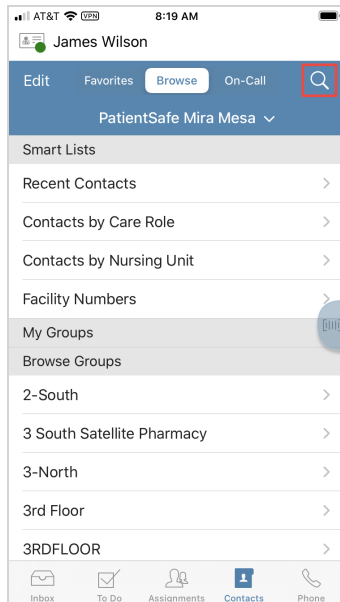 AT&T VPN 8:19 AM
James Wilson
Edit Favorites Browse On-Call
PatientSafe Mira Mesa
Smart Lists
Recent Contacts
Contacts by Care Role
Contacts by Nursing Unit
Facility Numbers
My Groups
Browse Groups
2-South
3 South Satellite Pharmacy
3-North
3rd Floor
3RDFLOOR
Inbox To Do Assignments Contacts Phone